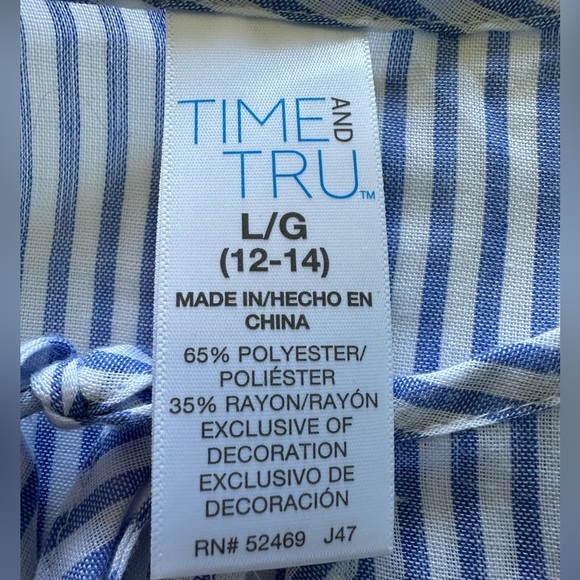 TIME AND
TRU™
L/G
(12-14)
MADE IN/HECHO EN
CHINA
65% POLYESTER/
POLIÉSTER
35% RAYON/RAYÓN
EXCLUSIVE OF
DECORATION
EXCLUSIVO DE
DECORACIÓN
RN# 52469 J47